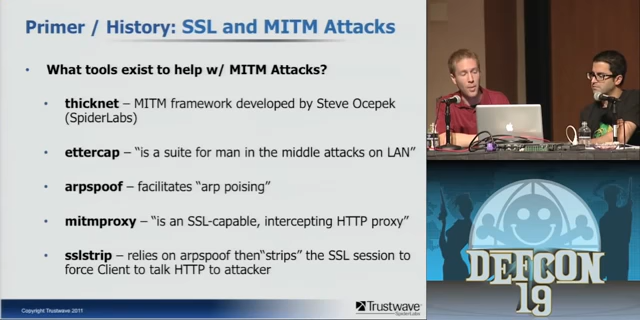 Primer / History: SSL and MITM Attacks
• What tools exist to help w/ MITM Attacks?
• thicknet – MITM framework developed by Steve Ocepek
(SpiderLabs)
• ettercap – “is a suite for man in the middle attacks on LAN”
• arpspoof – facilitates “arp poising”
• mitmproxy – “is an SSL-capable, intercepting HTTP proxy”
• sslstrip – relies on arpspoof then“strips” the SSL session to
force Client to talk HTTP to attacker
Copyright Trustwave 2011
Trustwave
SpiderLabs
DEFCON
19